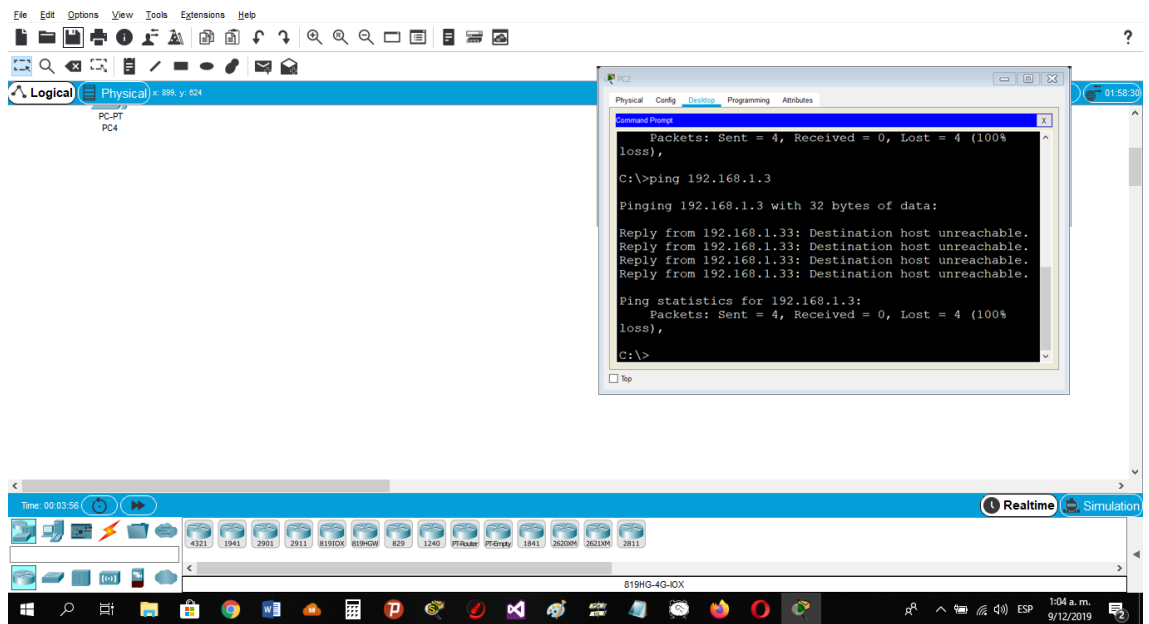 File Edit Options View Tools Extensions Help
?
Logical Physical x: 899, y: 624
01:58:30
PC-PT
PC4
PC2
Physical Config Desktop Programming Attributes
Command Prompt X
Packets: Sent = 4, Received = 0, Lost = 4 (100%
loss),
C:\>ping 192.168.1.3
Pinging 192.168.1.3 with 32 bytes of data:
Reply from 192.168.1.33: Destination host unreachable.
Reply from 192.168.1.33: Destination host unreachable.
Reply from 192.168.1.33: Destination host unreachable.
Reply from 192.168.1.33: Destination host unreachable.
Ping statistics for 192.168.1.3:
Packets: Sent = 4, Received = 0, Lost = 4 (100%
loss),
C:\>
Top
Time: 00:03:56
Realtime Simulation
4321 1941 2901 2911 819IOX 819HGW 829 1240 PT-Router PT-Empty 1841 2620XM 2621XM 2811
819HG-4G-IOX
ESP
1:04 a. m.
9/12/2019
2